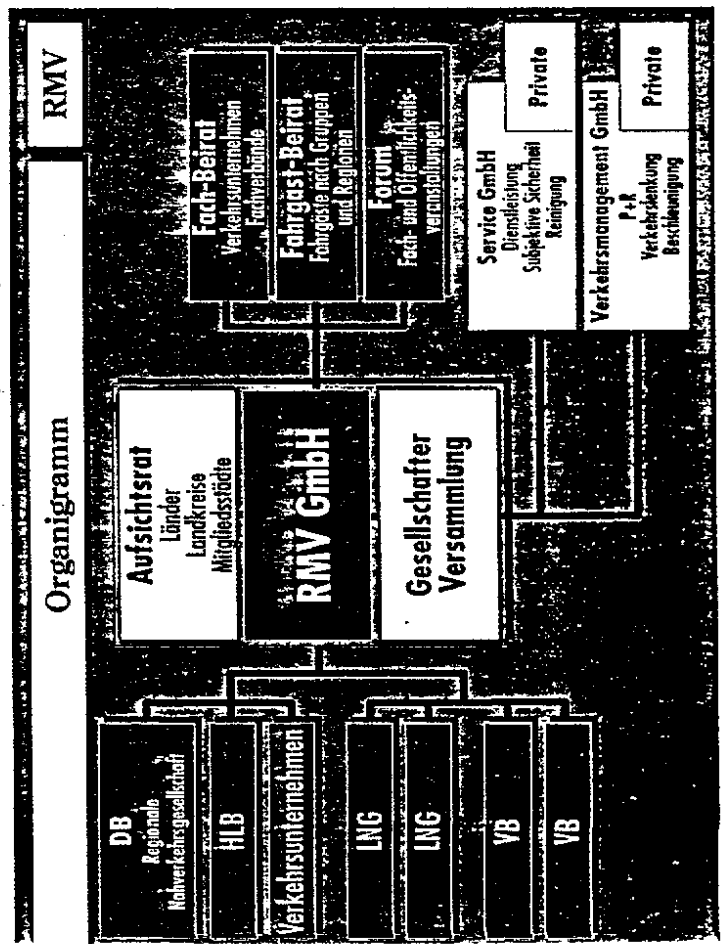 Organigramm
RMV
DB
Regionale
Nahverkehrsgesellschaft
HLB
Verkehrsunternehmen
LNG
LNG
VB
VB
Aufsichtsrat
Länder
Landkreise
Mitgliedsstädte
RMV GmbH
Gesellschafter
Versammlung
Fach-Beirat
Verkehrsunternehmen
Fachverbände
Fahrgast-Beirat
Fahrgäste nach Gruppen
und Regionen
Forum
Fach- und Öffentlichkeits-
veranstaltungen
Service GmbH
Dienstleistung
Subjektive Sicherheit
Reinigung
Private
Verkehrsmanagement GmbH
P+R
Verkehrslenkung
Beschleunigung
Private